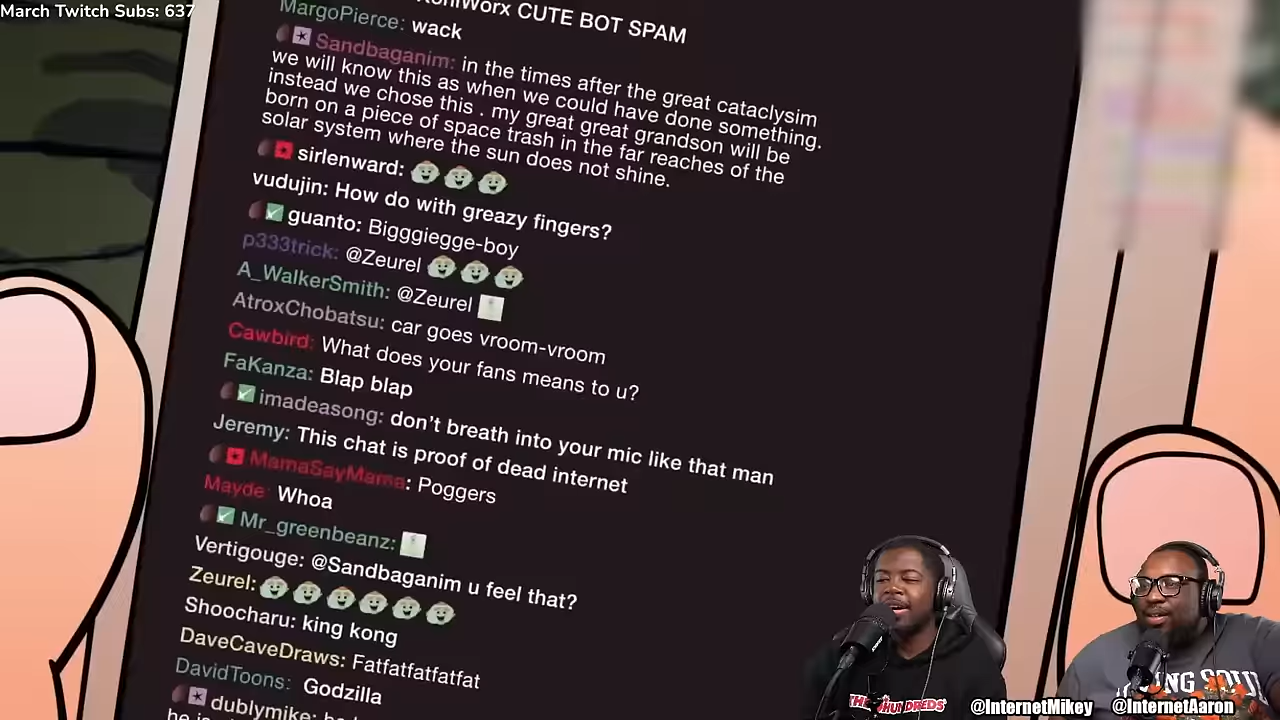 March Twitch Subs: 637
CUTE BOT SPAM
MargoPierce: wack
Sandbaganim: in the times after the great cataclysim
we will know this as when we could have done something.
instead we chose this . my great great grandson will be
born on a piece of space trash in the far reaches of the
solar system where the sun does not shine.
sirlenward:
vudujin: How do with greazy fingers?
guanto: Bigggiegge-boy
p333trick: @Zeurel
A_WalkerSmith: @Zeurel
AtroxChobatsu: car goes vroom-vroom
Cawbird: What does your fans means to u?
FaKanza: Blap blap
imadeasong: don't breath into your mic like that man
Jeremy: This chat is proof of dead internet
MamaSayMama: Poggers
Mayde: Whoa
Mr_greenbeanz:
Vertigouge: @Sandbaganim u feel that?
Zeurel:
Shoocharu: king kong
DaveCaveDraws: Fatfatfatfatfat
DavidToons: Godzilla
dublymike:
HUNDREDS
@InternetMikey
@InternetAaron